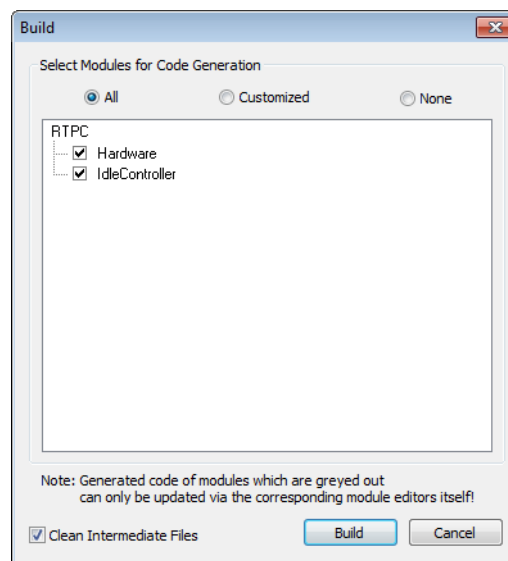 Build
Select Modules for Code Generation
All Customized None
RTPC
Hardware
IdleController
Note: Generated code of modules which are greyed out
can only be updated via the corresponding module editors itself!
Clean Intermediate Files Build Cancel